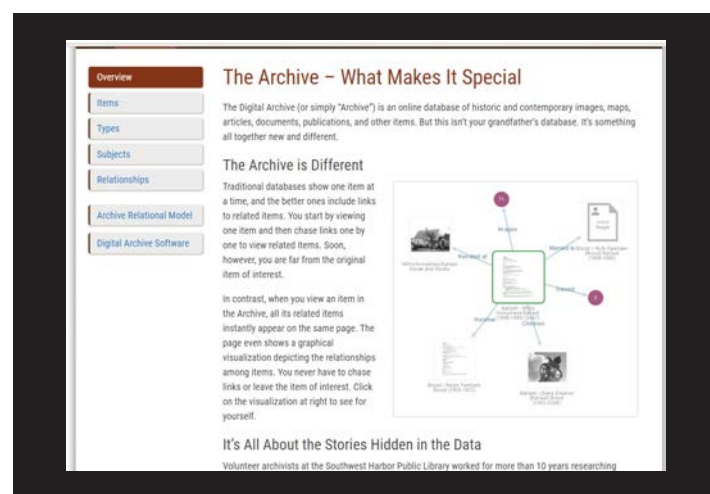 Overview
Items
Types
Subjects
Relationships
Archive Relational Model
Digital Archive Software
The Archive – What Makes It Special
The Digital Archive (or simply "Archive") is an online database of historic and contemporary images, maps,
articles, documents, publications, and other items. But this isn't your grandfather's database. It's something
all together new and different.
The Archive is Different
Traditional databases show one item at
a time, and the better ones include links
to related items. You start by viewing
one item and then chase links one by
one to view related items. Soon,
however, you are far from the original
item of interest.
In contrast, when you view an item in
the Archive, all its related items
instantly appear on the same page. The
page even shows a graphical
visualization depicting the relationships
among items. You never have to chase
links or leave the item of interest. Click
on the visualization at right to see for
yourself.
Images
Married to
Children
It's All About the Stories Hidden in the Data
Volunteer archivists at the Southwest Harbor Public Library worked for more than 10 years researching